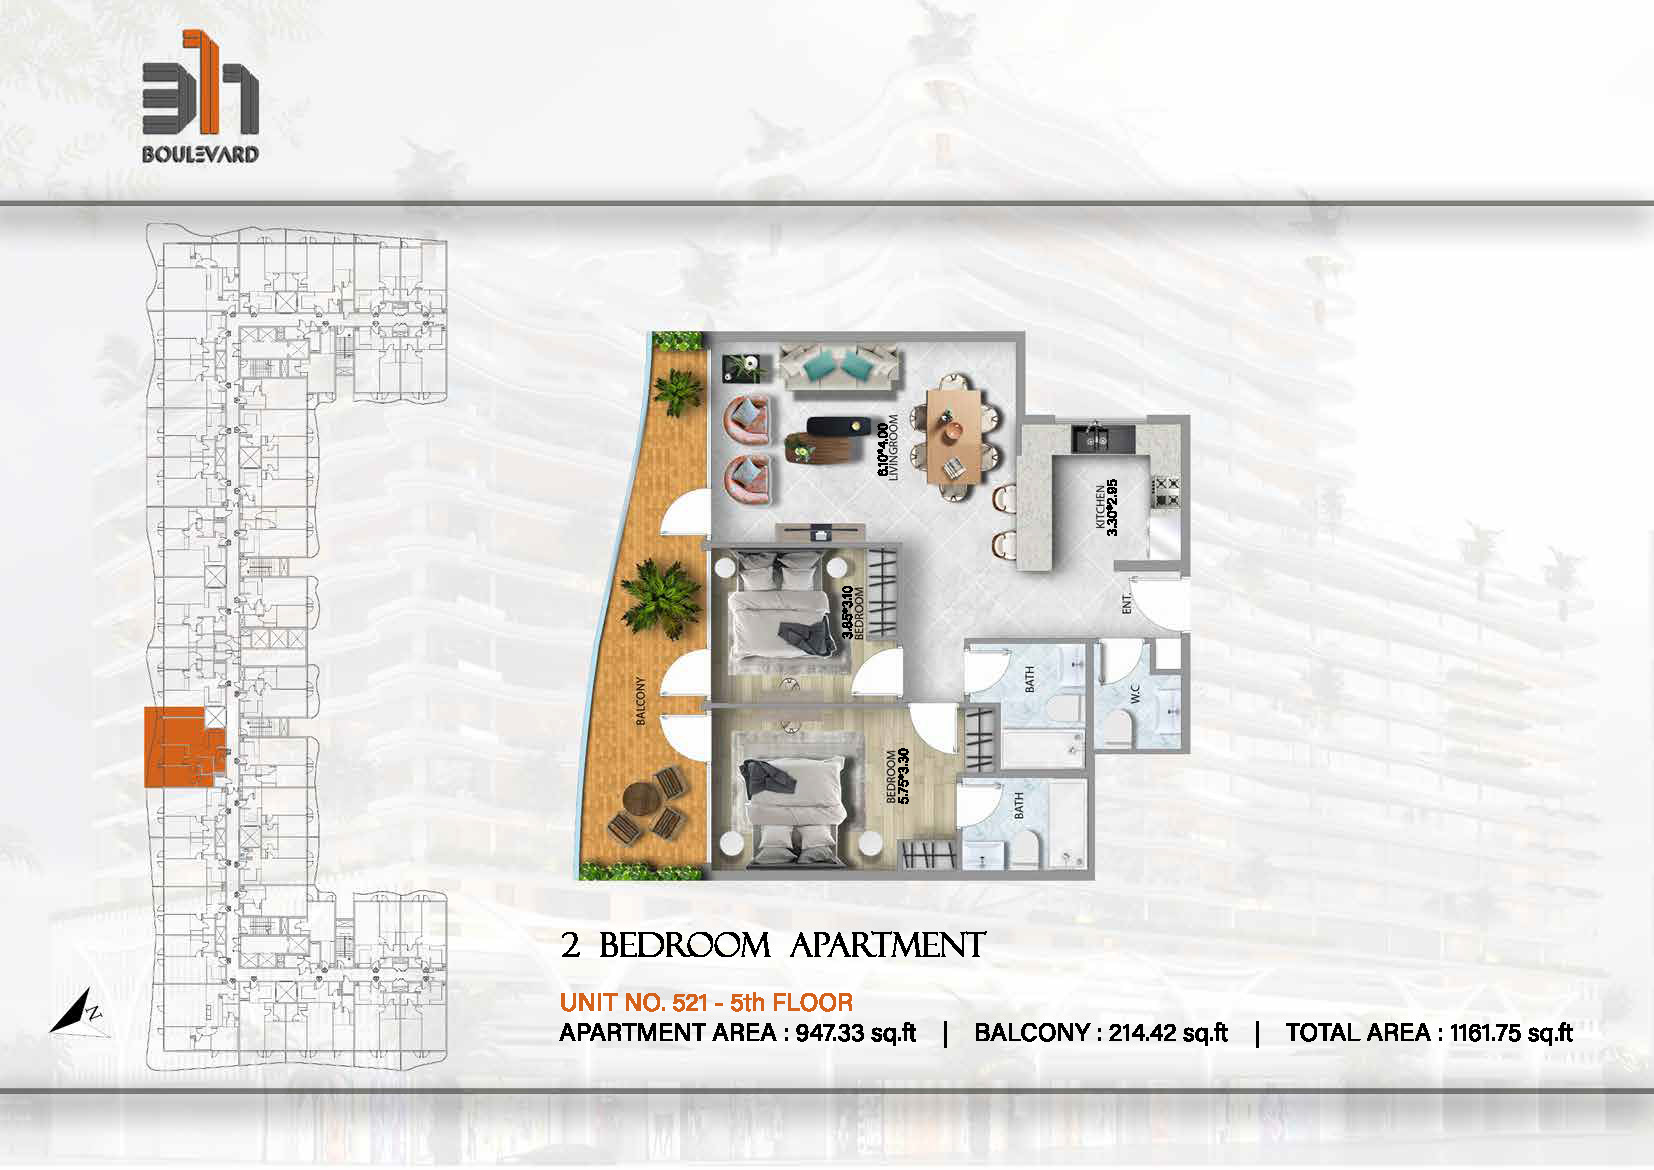 311
BOULEVARD
6.10*4.00
LIVINGROOM
KITCHEN
3.30*2.95
ENT.
3.85*3.10
BEDROOM
BALCONY
BATH
W.C
BEDROOM
5.75*3.30
BATH
N
2 BEDROOM APARTMENT
UNIT NO. 521 - 5th FLOOR
APARTMENT AREA : 947.33 sq.ft | BALCONY : 214.42 sq.ft | TOTAL AREA : 1161.75 sq.ft